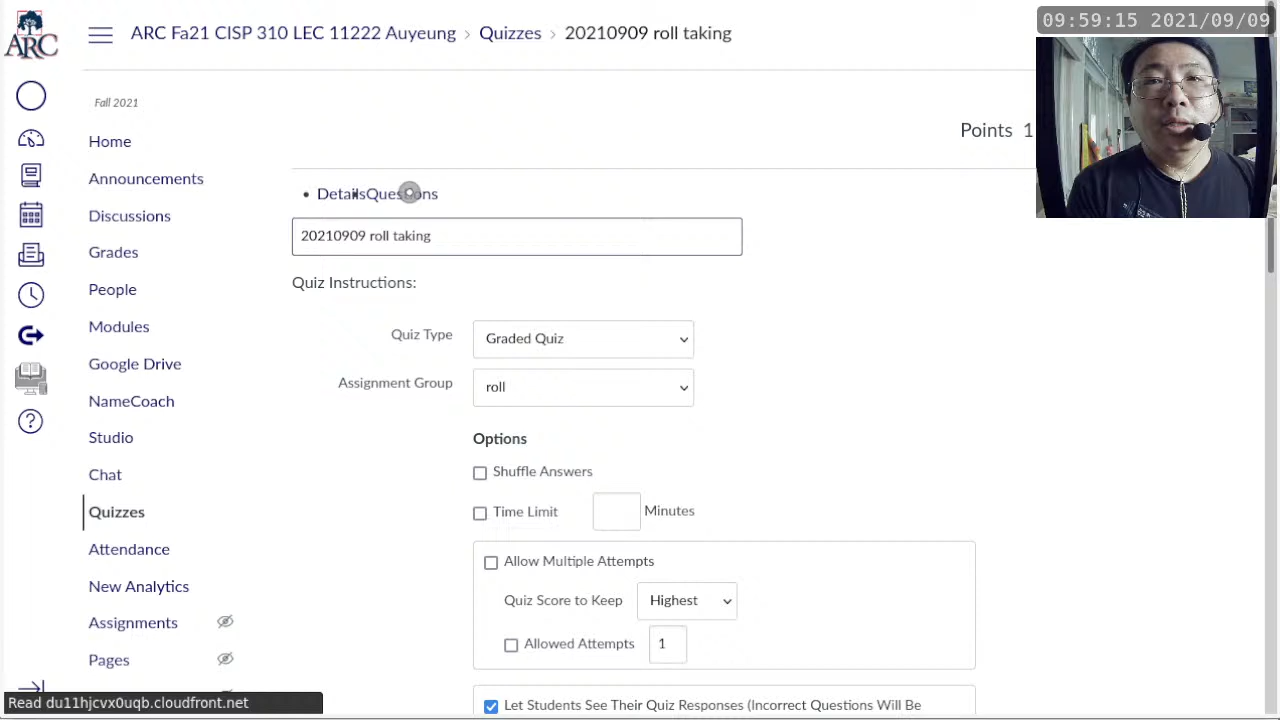 09:59:15 2021/09/09
ARC
ARC Fa21 CISP 310 LEC 11222 Auyeung › Quizzes › 20210909 roll taking
Fall 2021
Home
Announcements
Discussions
Grades
People
Modules
Google Drive
NameCoach
Studio
Chat
Quizzes
Attendance
New Analytics
Assignments
Pages
Points 1
• Details
Questions
20210909 roll taking
Quiz Instructions:
Quiz Type Graded Quiz
Assignment Group roll
Options
Shuffle Answers
Time Limit Minutes
Allow Multiple Attempts
Quiz Score to Keep Highest
Allowed Attempts 1
Let Students See Their Quiz Responses (Incorrect Questions Will Be
Read du11hjcvx0uqb.cloudfront.net